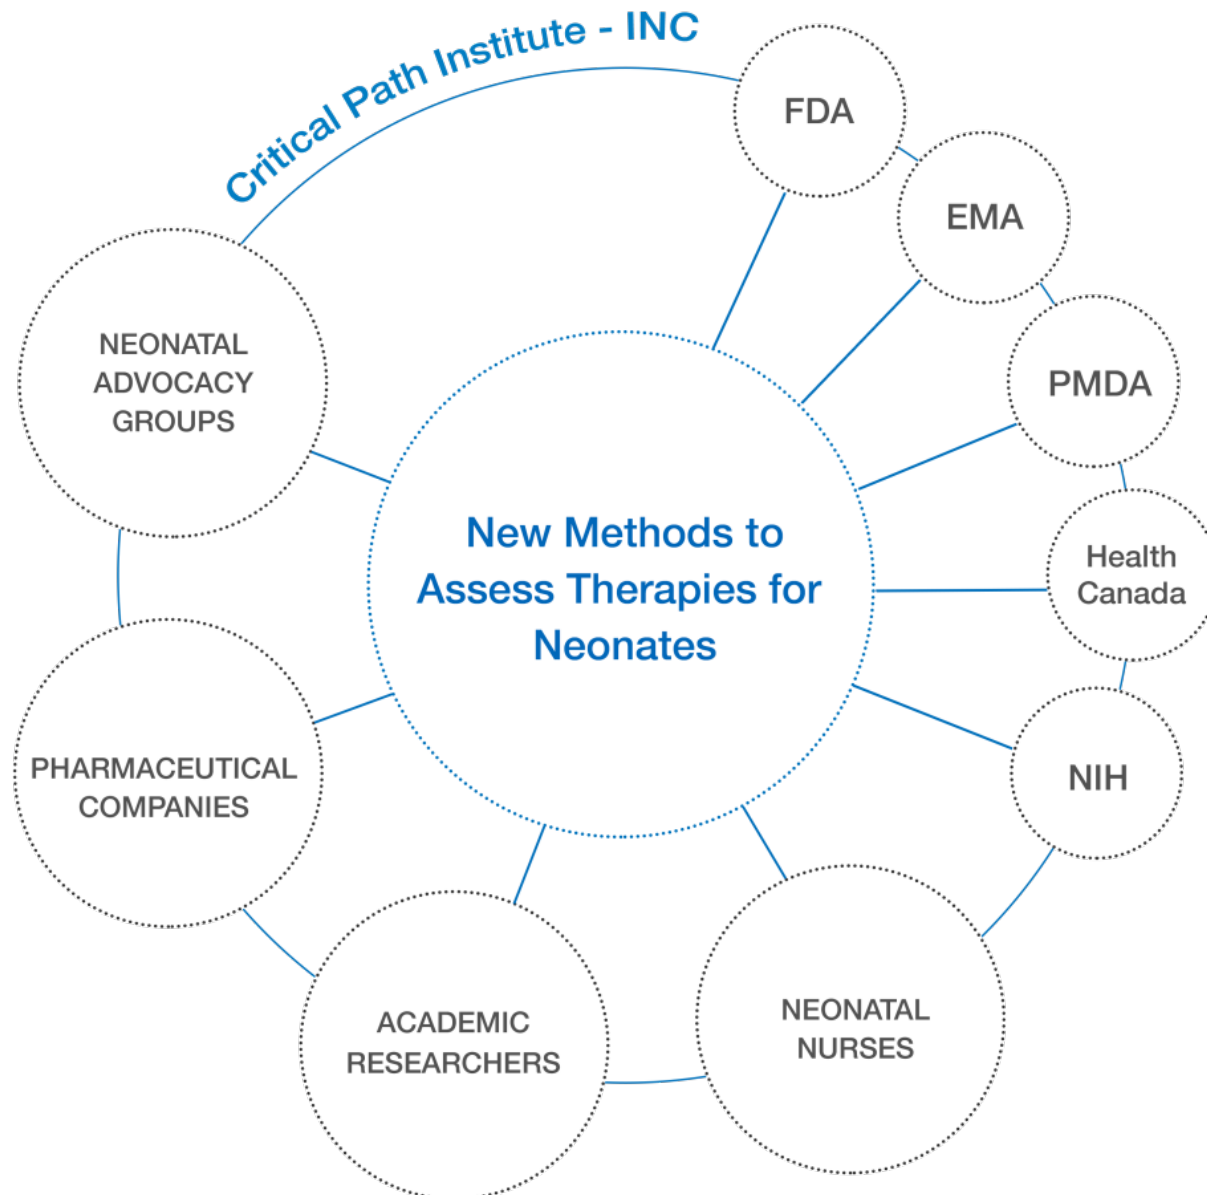 Critical Path Institute - INC
FDA
EMA
PMDA
Health
Canada
NIH
NEONATAL
NURSES
ACADEMIC
RESEARCHERS
PHARMACEUTICAL
COMPANIES
NEONATAL
ADVOCACY
GROUPS
New Methods to
Assess Therapies for
Neonates